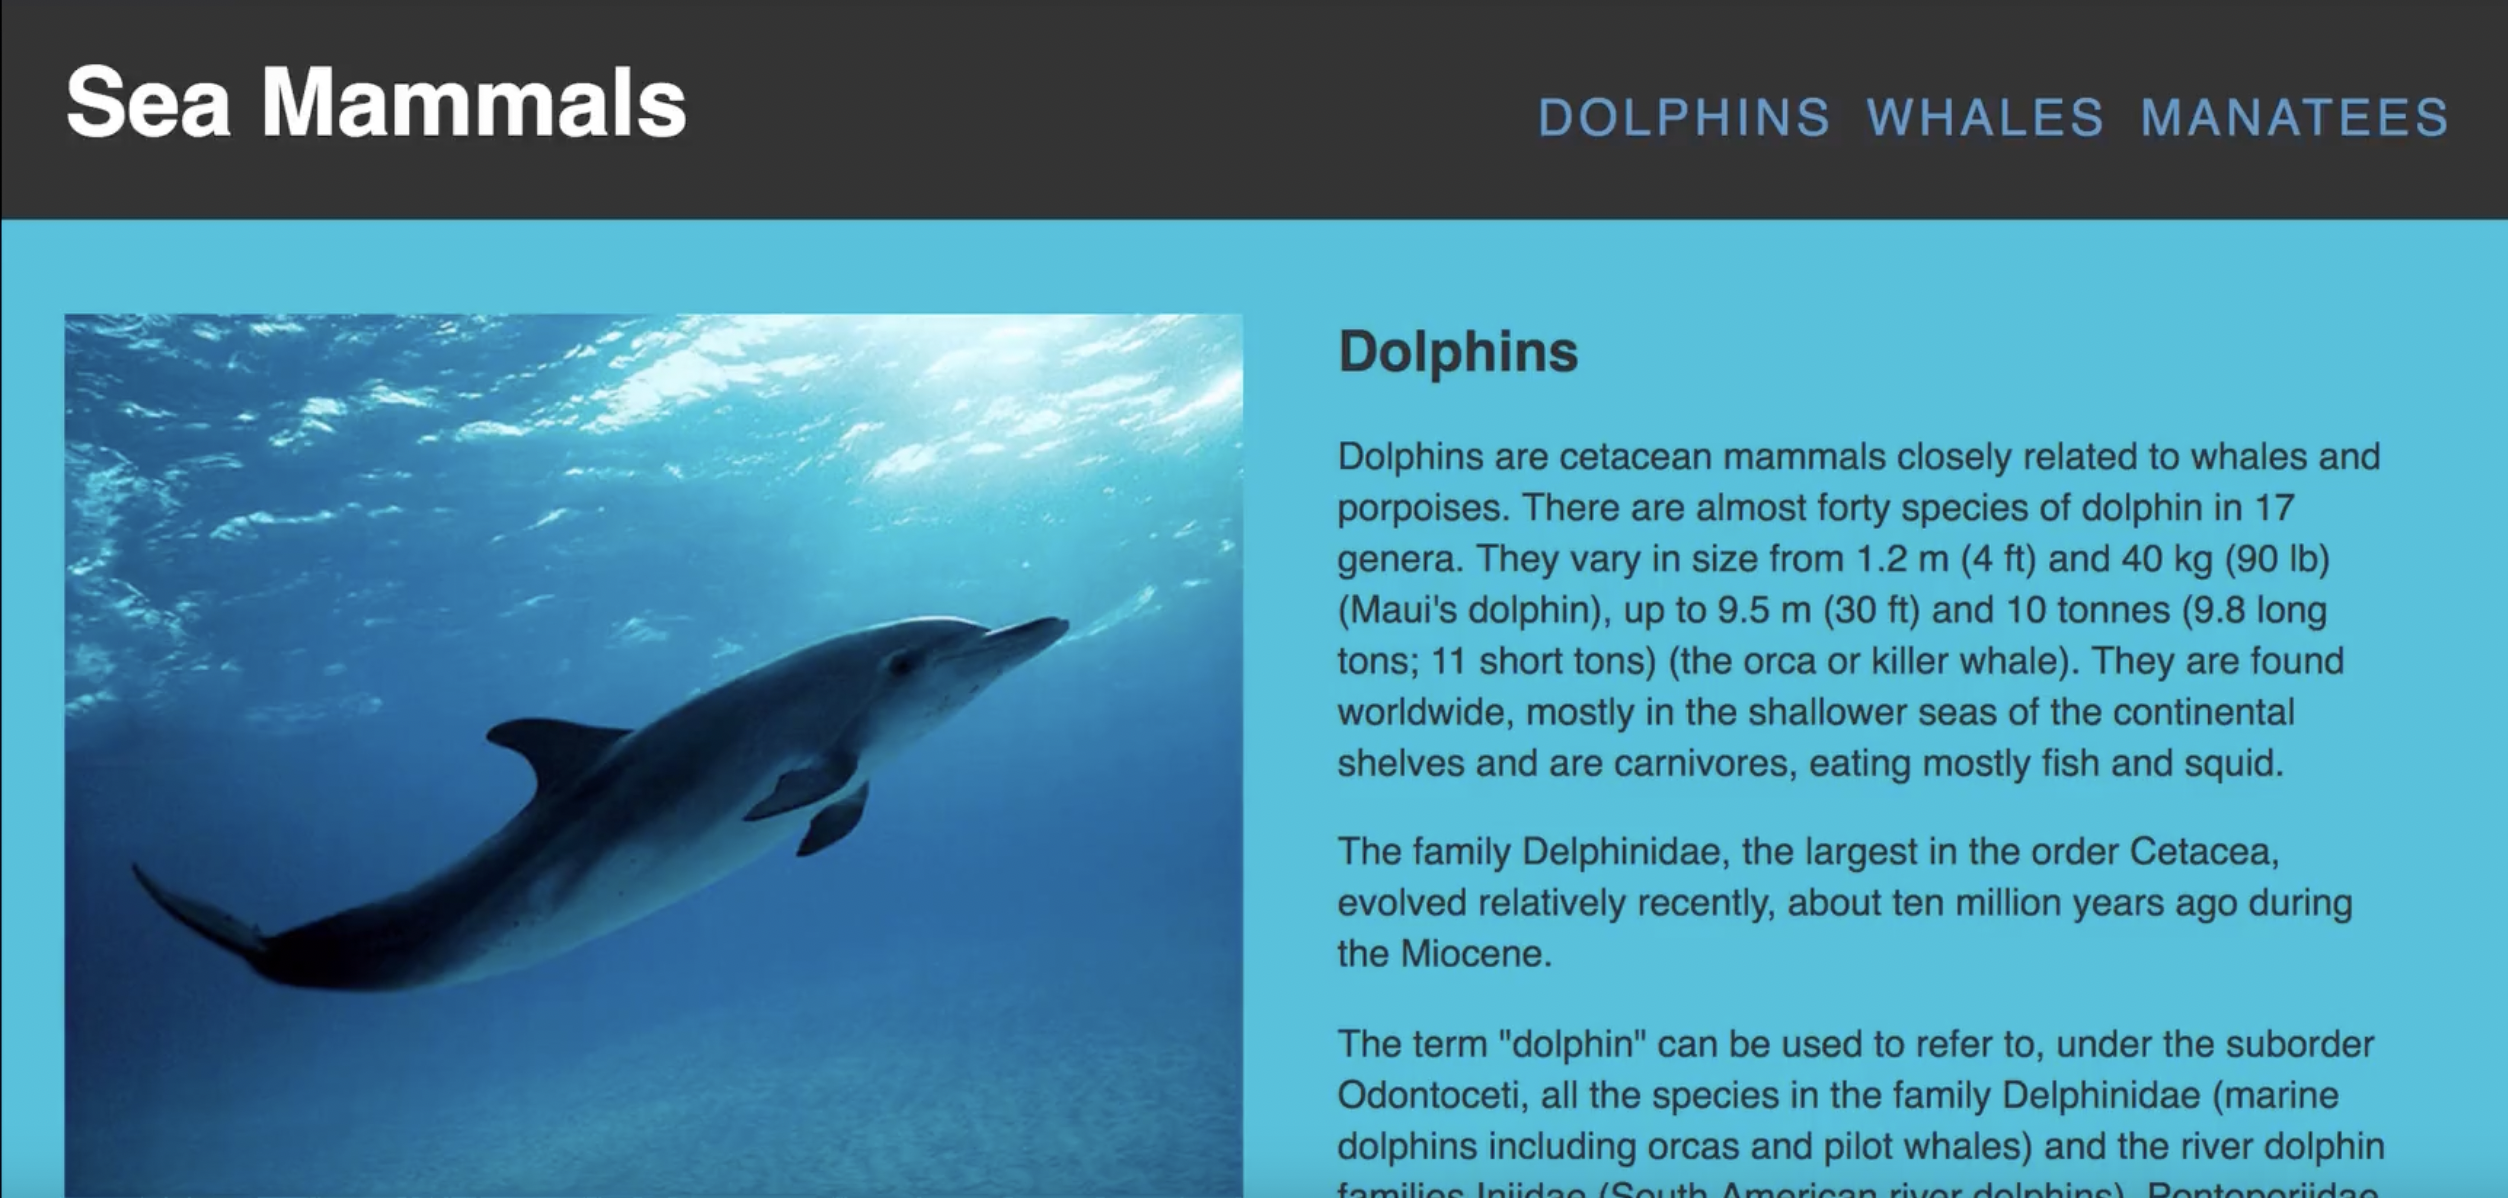 Sea Mammals
DOLPHINS WHALES MANATEES
Dolphins
Dolphins are cetacean mammals closely related to whales and
porpoises. There are almost forty species of dolphin in 17
genera. They vary in size from 1.2 m (4 ft) and 40 kg (90 lb)
(Maui's dolphin), up to 9.5 m (30 ft) and 10 tonnes (9.8 long
tons; 11 short tons) (the orca or killer whale). They are found
worldwide, mostly in the shallower seas of the continental
shelves and are carnivores, eating mostly fish and squid.
The family Delphinidae, the largest in the order Cetacea,
evolved relatively recently, about ten million years ago during
the Miocene.
The term "dolphin" can be used to refer to, under the suborder
Odontoceti, all the species in the family Delphinidae (marine
dolphins including orcas and pilot whales) and the river dolphin
families Iniidae (South American river dolphins), Pontoporiidae